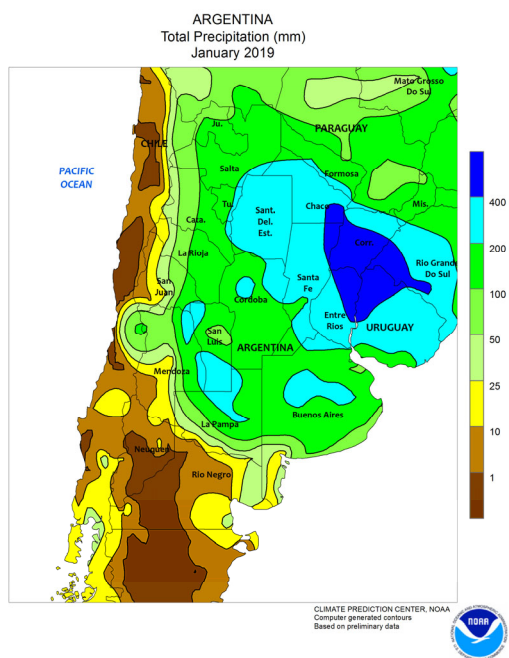 ARGENTINA
Total Precipitation (mm)
January 2019
Mato Grosso
Do Sul
Ju.
PARAGUAY
CHILE
PACIFIC
OCEAN
Salta
Formosa
Tu.
Sant.
Del.
Est.
Chaco
Mis.
Cata.
Corr.
La Rioja
Rio Grand
Do Sul
San
Juan
Santa
Fe
Cordoba
Entre
Rios
URUGUAY
San
Luis
ARGENTINA
Mendoza
Buenos Aires
La Pampa
Neuquen
Rio Negro
400
200
100
50
25
10
1
CLIMATE PREDICTION CENTER, NOAA
Computer generated contours
Based on preliminary data
NOAA